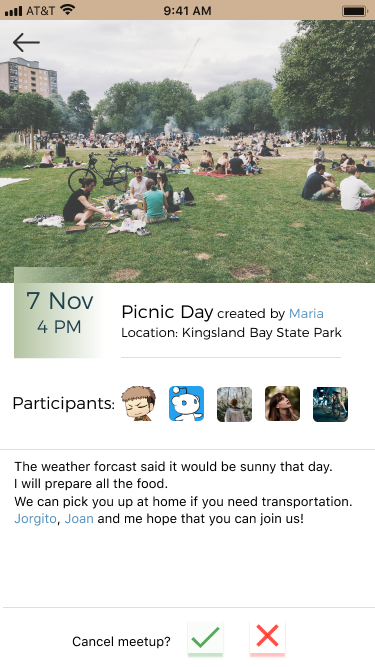 AT&T 9:41 AM
7 Nov
4 PM
Picnic Day created by Maria
Location: Kingsland Bay State Park
Participants:
The weather forcast said it would be sunny that day.
I will prepare all the food.
We can pick you up at home if you need transportation.
Jorgito, Joan and me hope that you can join us!
Cancel meetup?